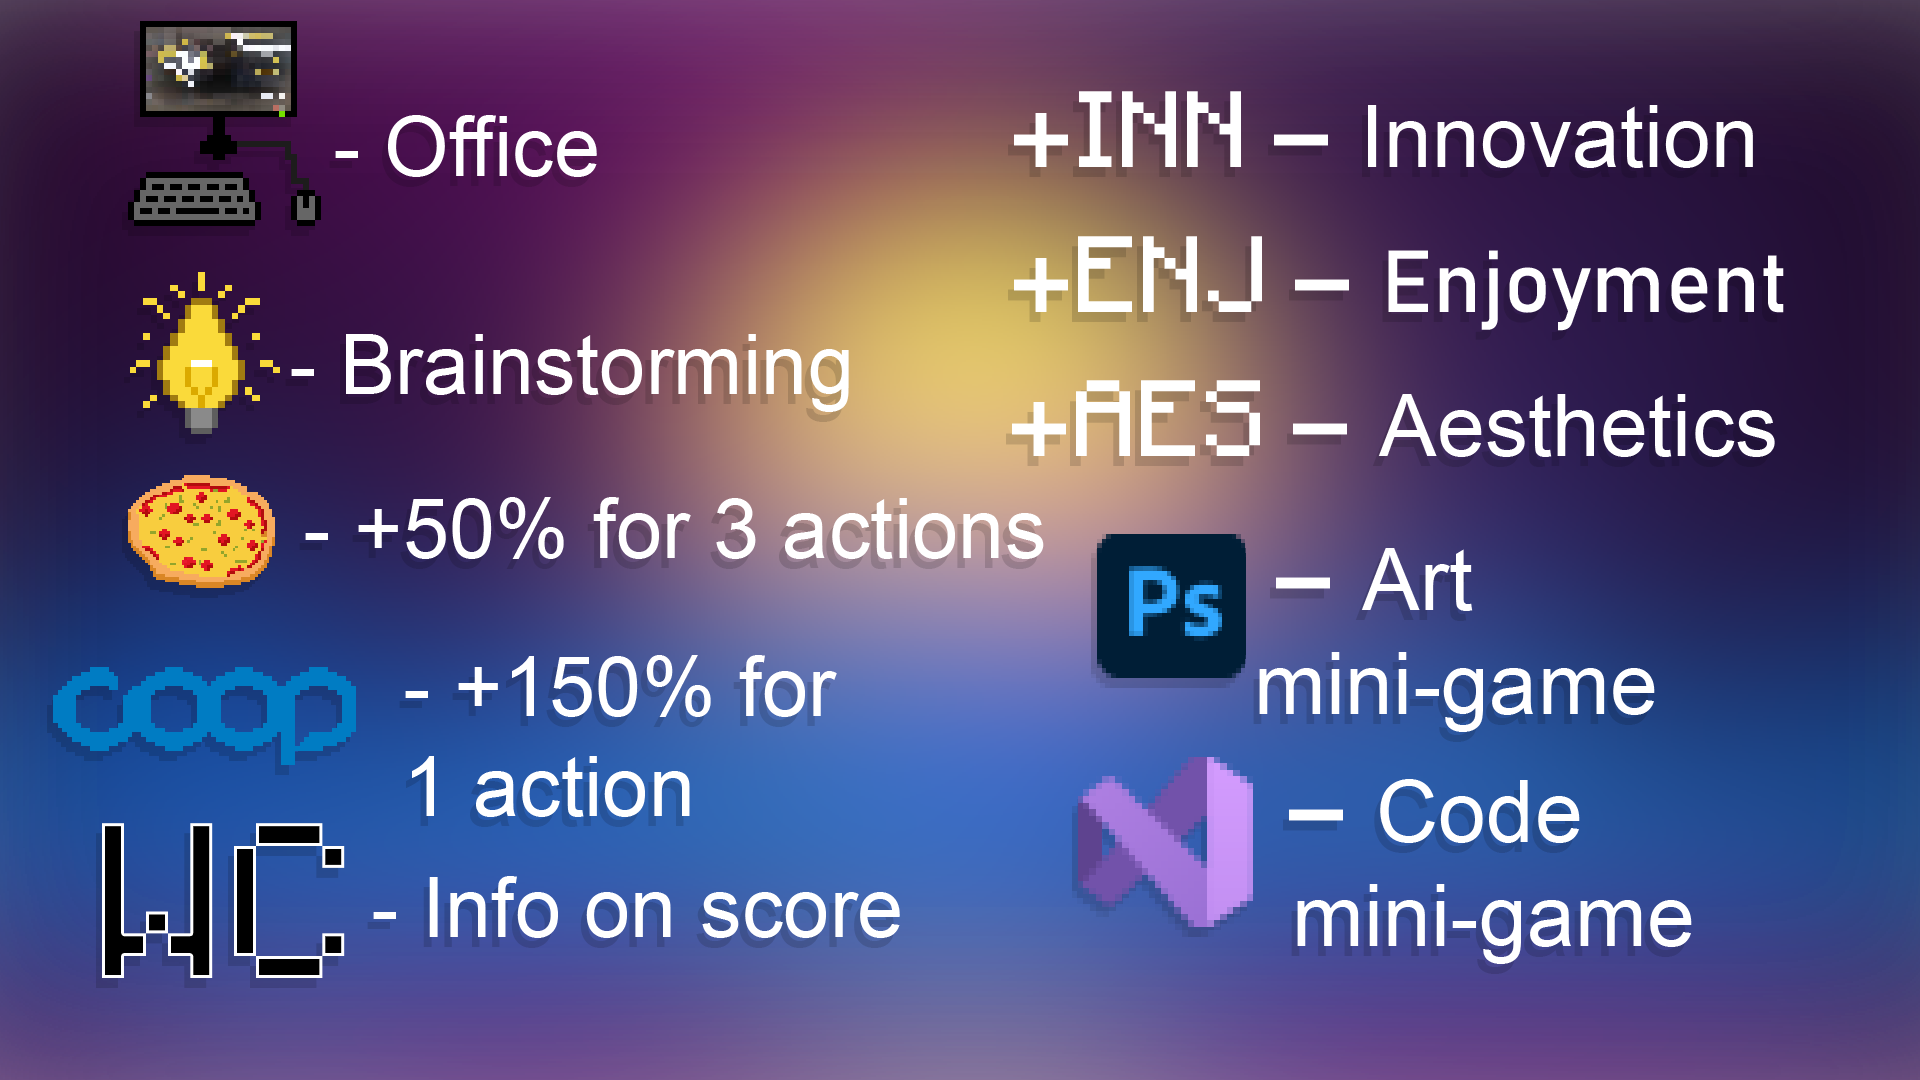 - Office
- Brainstorming
- +50% for 3 actions
coop - +150% for
1 action
WC - Info on score
+INN – Innovation
+ENJ – Enjoyment
+AES – Aesthetics
Ps – Art
mini-game
– Code
mini-game